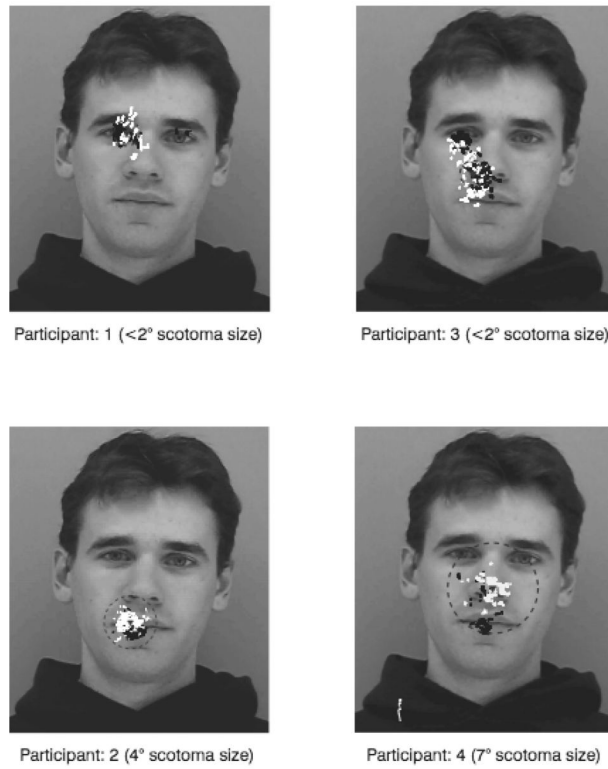 Participant: 1 (<2° scotoma size)
Participant: 3 (<2° scotoma size)
Participant: 2 (4° scotoma size)
Participant: 4 (7° scotoma size)